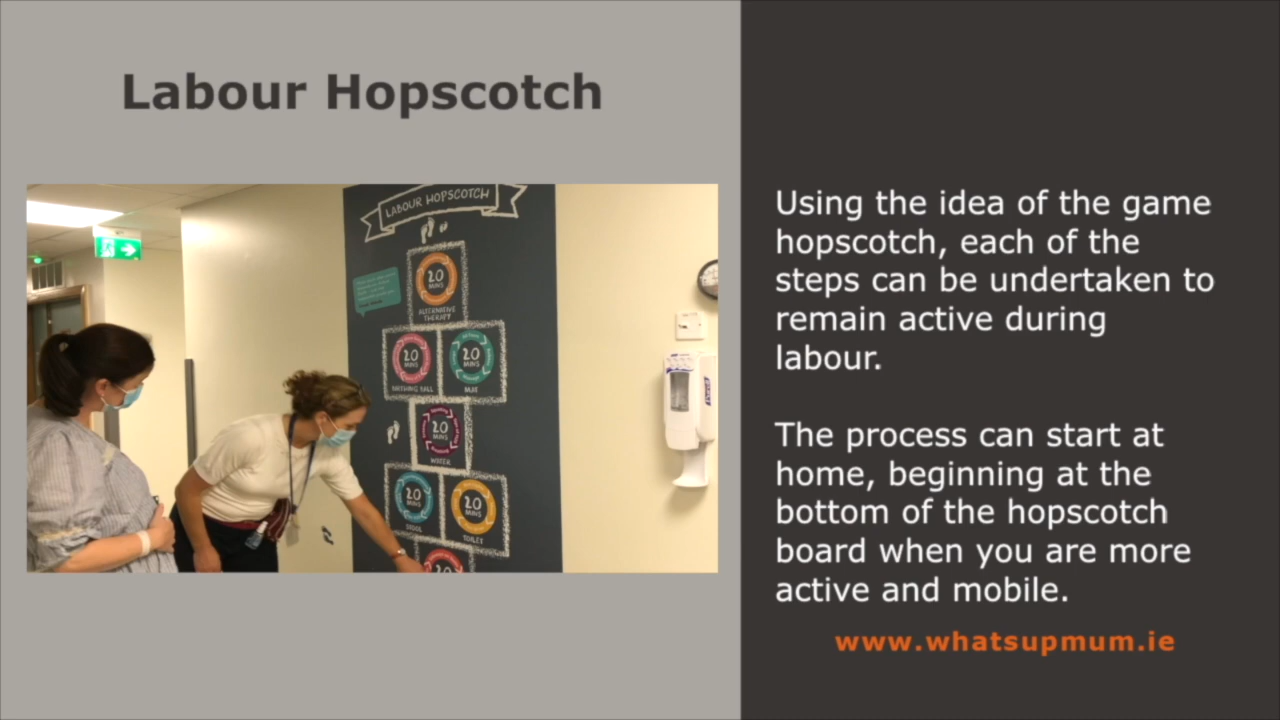 Labour Hopscotch
LABOUR HOPSCOTCH
20
MINS
ALTERNATIVE
THERAPY
20
MINS
20
MINS
BIRTHING BALL
MAT
20
MINS
WATER
20
MINS
20
MINS
STOOL
TOILET
20
Using the idea of the game
hopscotch, each of the
steps can be undertaken to
remain active during
labour.
The process can start at
home, beginning at the
bottom of the hopscotch
board when you are more
active and mobile.
www.whatsupmum.ie